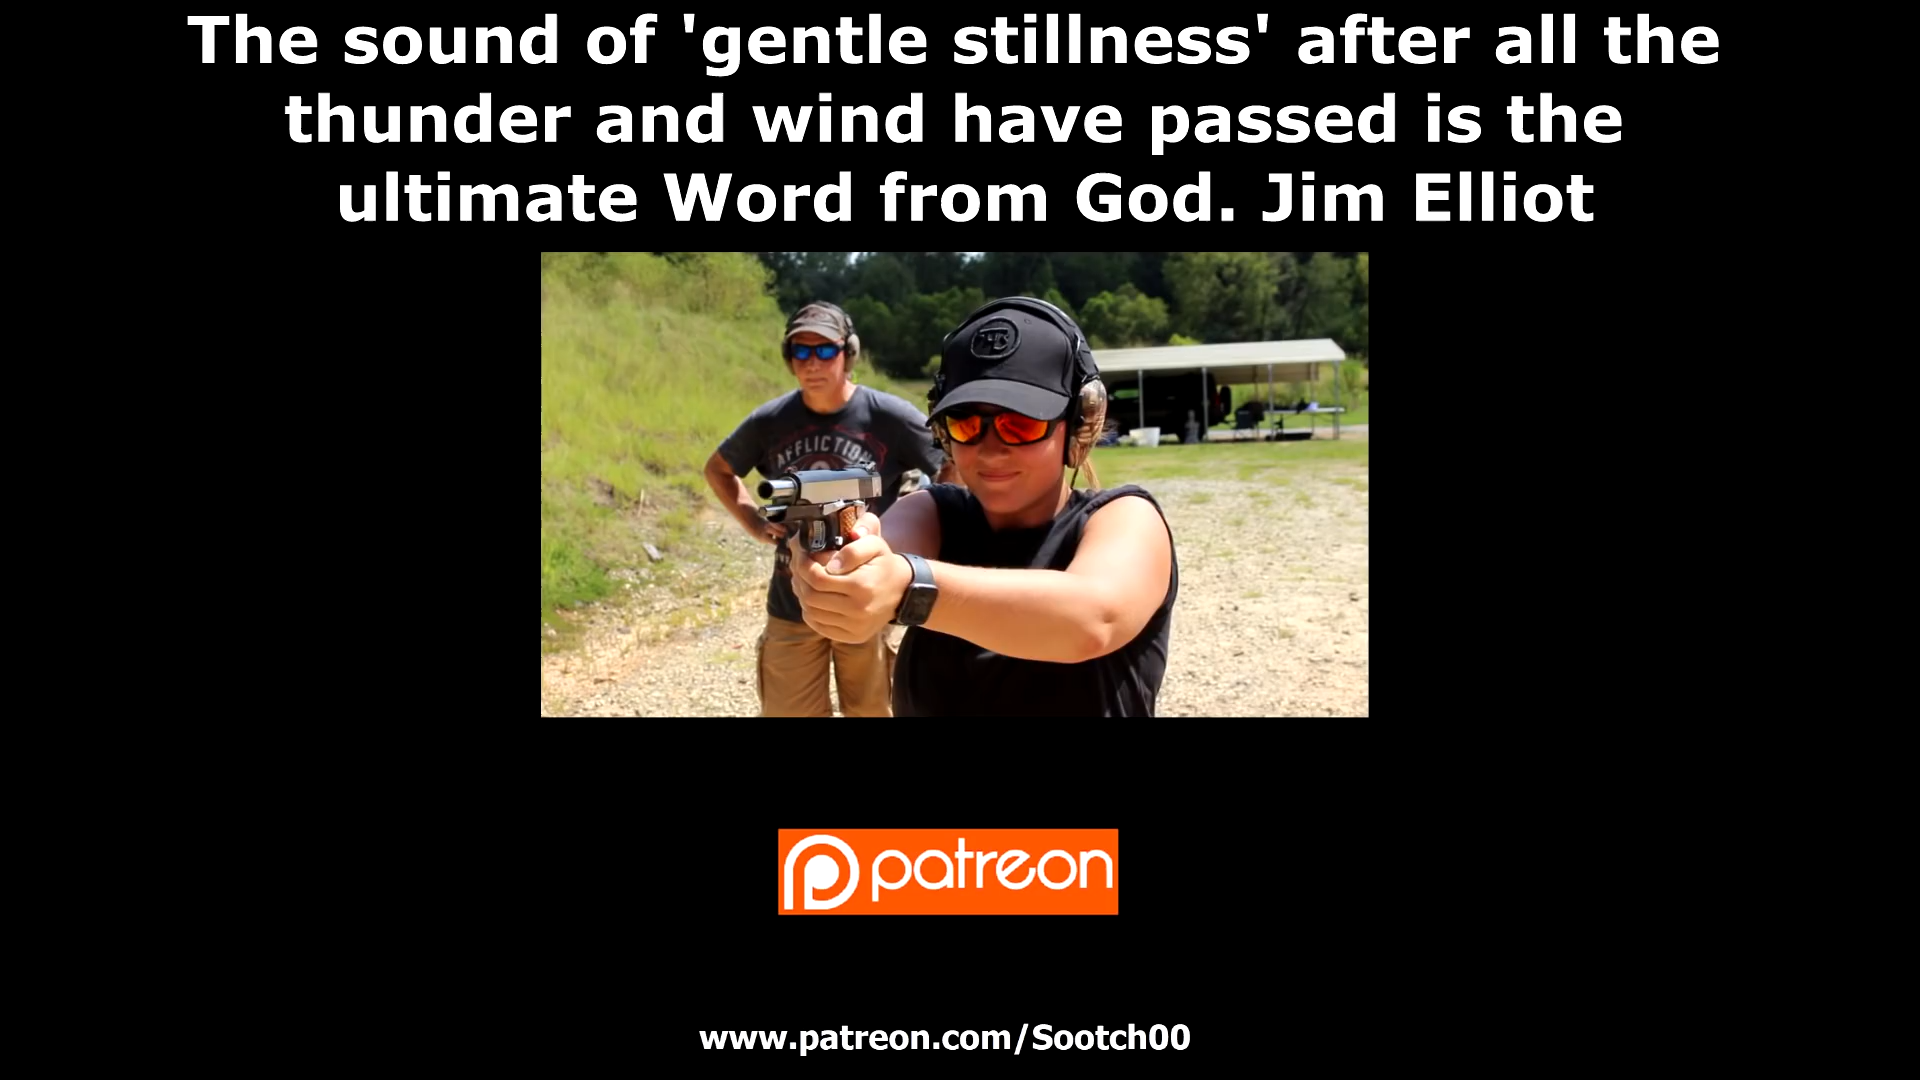 The sound of 'gentle stillness' after all the
thunder and wind have passed is the
ultimate Word from God. Jim Elliot
AFFLICTION
patreon
www.patreon.com/Sootch00